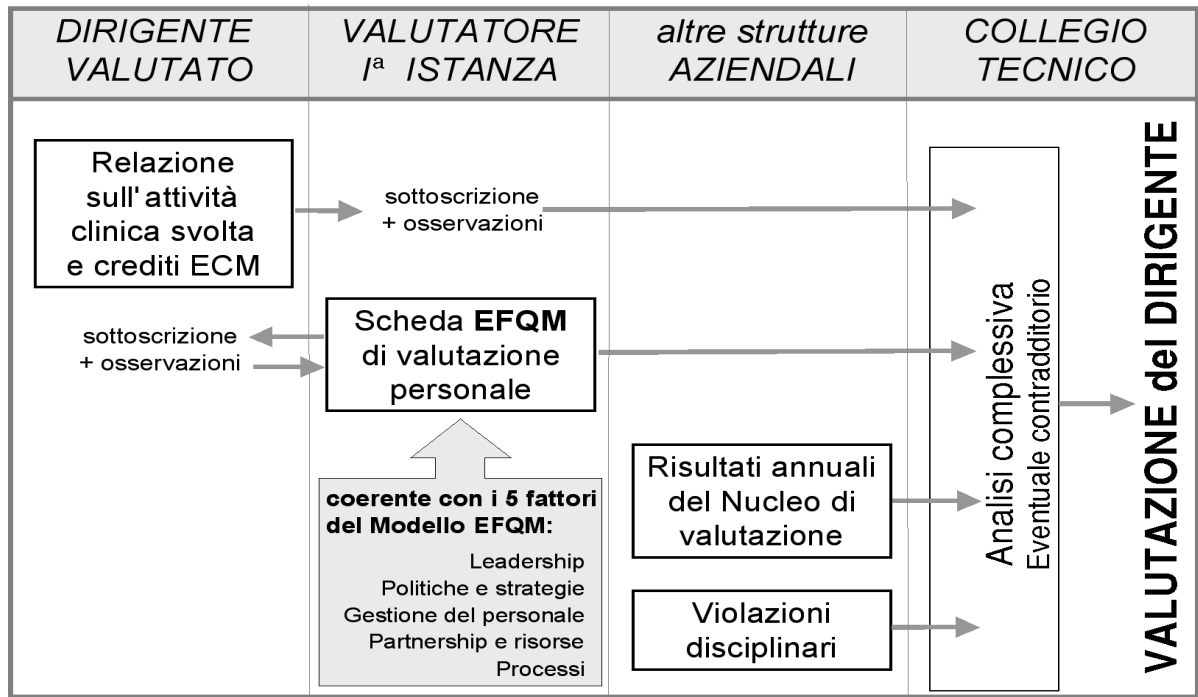 DIRIGENTE
VALUTATO
VALUTATORE
Iª ISTANZA
altre strutture
AZIENDALI
COLLEGIO
TECNICO
Relazione
sull'attività
clinica svolta
e crediti ECM
sottoscrizione
+ osservazioni
sottoscrizione
+ osservazioni
Scheda EFQM
di valutazione
personale
coerente con i 5 fattori
del Modello EFQM:
Leadership
Politiche e strategie
Gestione del personale
Partnership e risorse
Processi
Risultati annuali
del Nucleo di
valutazione
Violazioni
disciplinari
Analisi complessiva
Eventuale contradditorio
VALUTAZIONE del DIRIGENTE